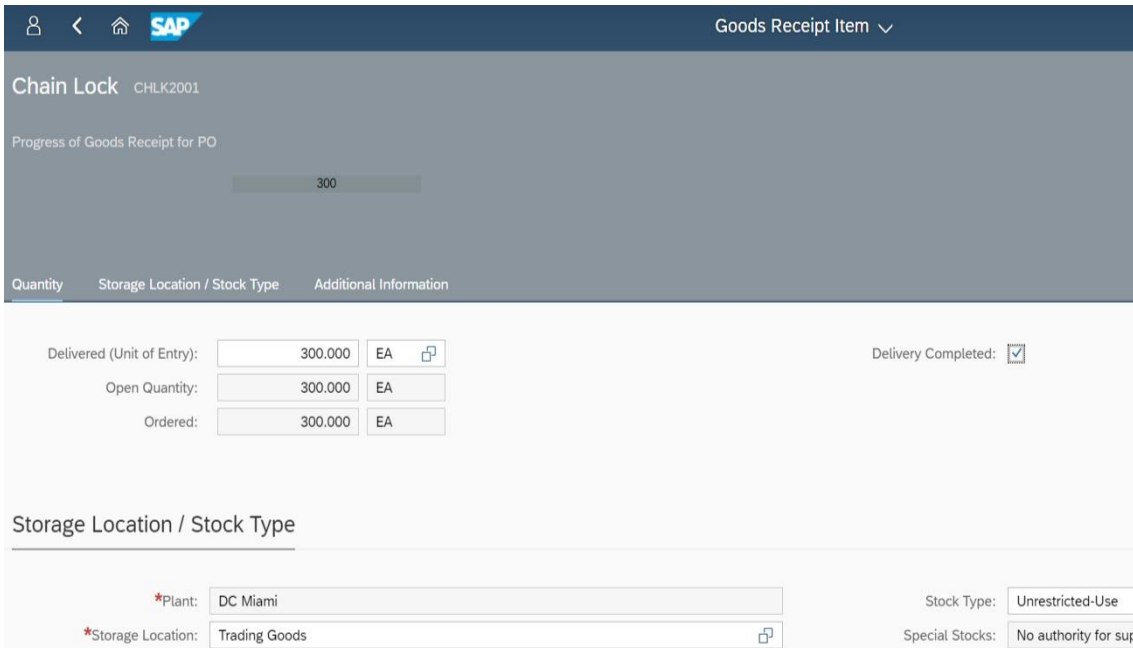 SAP Goods Receipt Item
Chain Lock CHLK2001
Progress of Goods Receipt for PO
300
Quantity Storage Location / Stock Type Additional Information
Delivered (Unit of Entry): 300.000 EA Delivery Completed:
Open Quantity: 300.000 EA
Ordered: 300.000 EA
Storage Location / Stock Type
*Plant: DC Miami Stock Type: Unrestricted-Use
*Storage Location: Trading Goods Special Stocks: No authority for sup